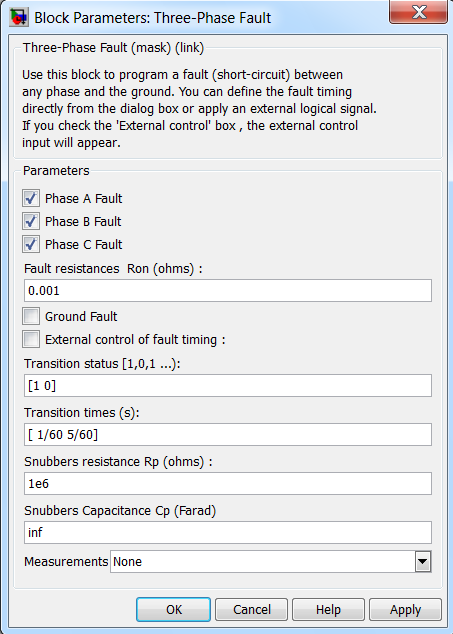 Block Parameters: Three-Phase Fault
Three-Phase Fault (mask) (link)
Use this block to program a fault (short-circuit) between
any phase and the ground. You can define the fault timing
directly from the dialog box or apply an external logical signal.
If you check the 'External control' box , the external control
input will appear.
Parameters
Phase A Fault
Phase B Fault
Phase C Fault
Fault resistances  Ron (ohms) :
0.001
Ground Fault
External control of fault timing :
Transition status [1,0,1 ...):
[1 0]
Transition times (s):
[ 1/60 5/60]
Snubbers resistance Rp (ohms) :
1e6
Snubbers Capacitance Cp (Farad)
inf
Measurements None
OK Cancel Help Apply